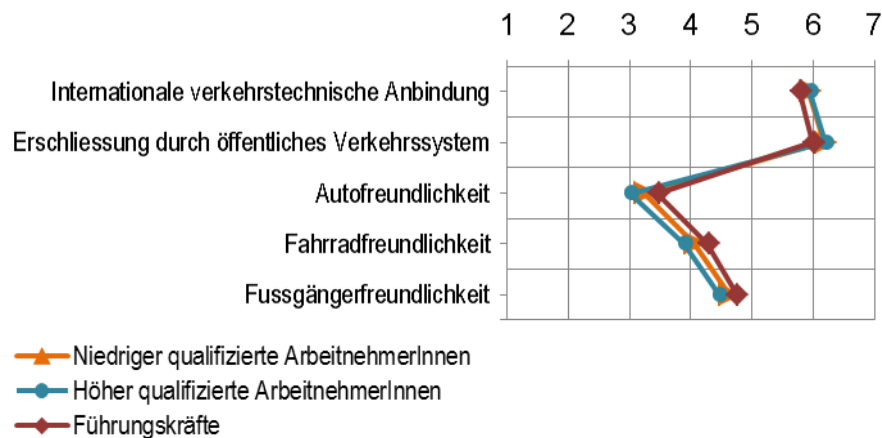 1 2 3 4 5 6 7
Internationale verkehrstechnische Anbindung
Erschliessung durch öffentliches Verkehrssystem
Autofreundlichkeit
Fahrradfreundlichkeit
Fussgängerfreundlichkeit
Niedriger qualifizierte ArbeitnehmerInnen
Höher qualifizierte ArbeitnehmerInnen
Führungskräfte